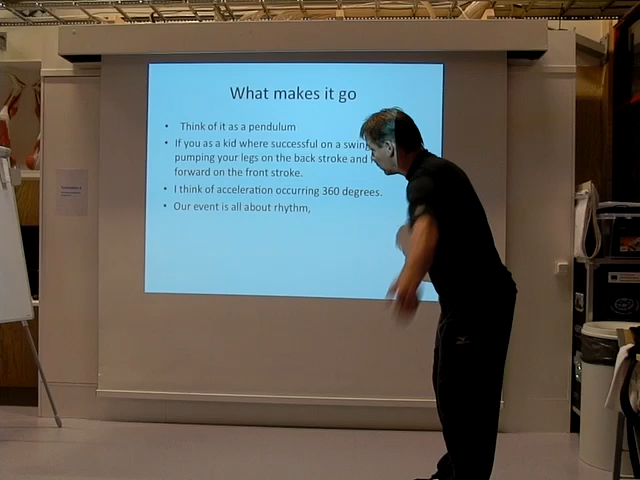 What makes it go
• Think of it as a pendulum
• If you as a kid where successful on a swing
pumping your legs on the back stroke and
forward on the front stroke.
• I think of acceleration occurring 360 degrees.
• Our event is all about rhythm,